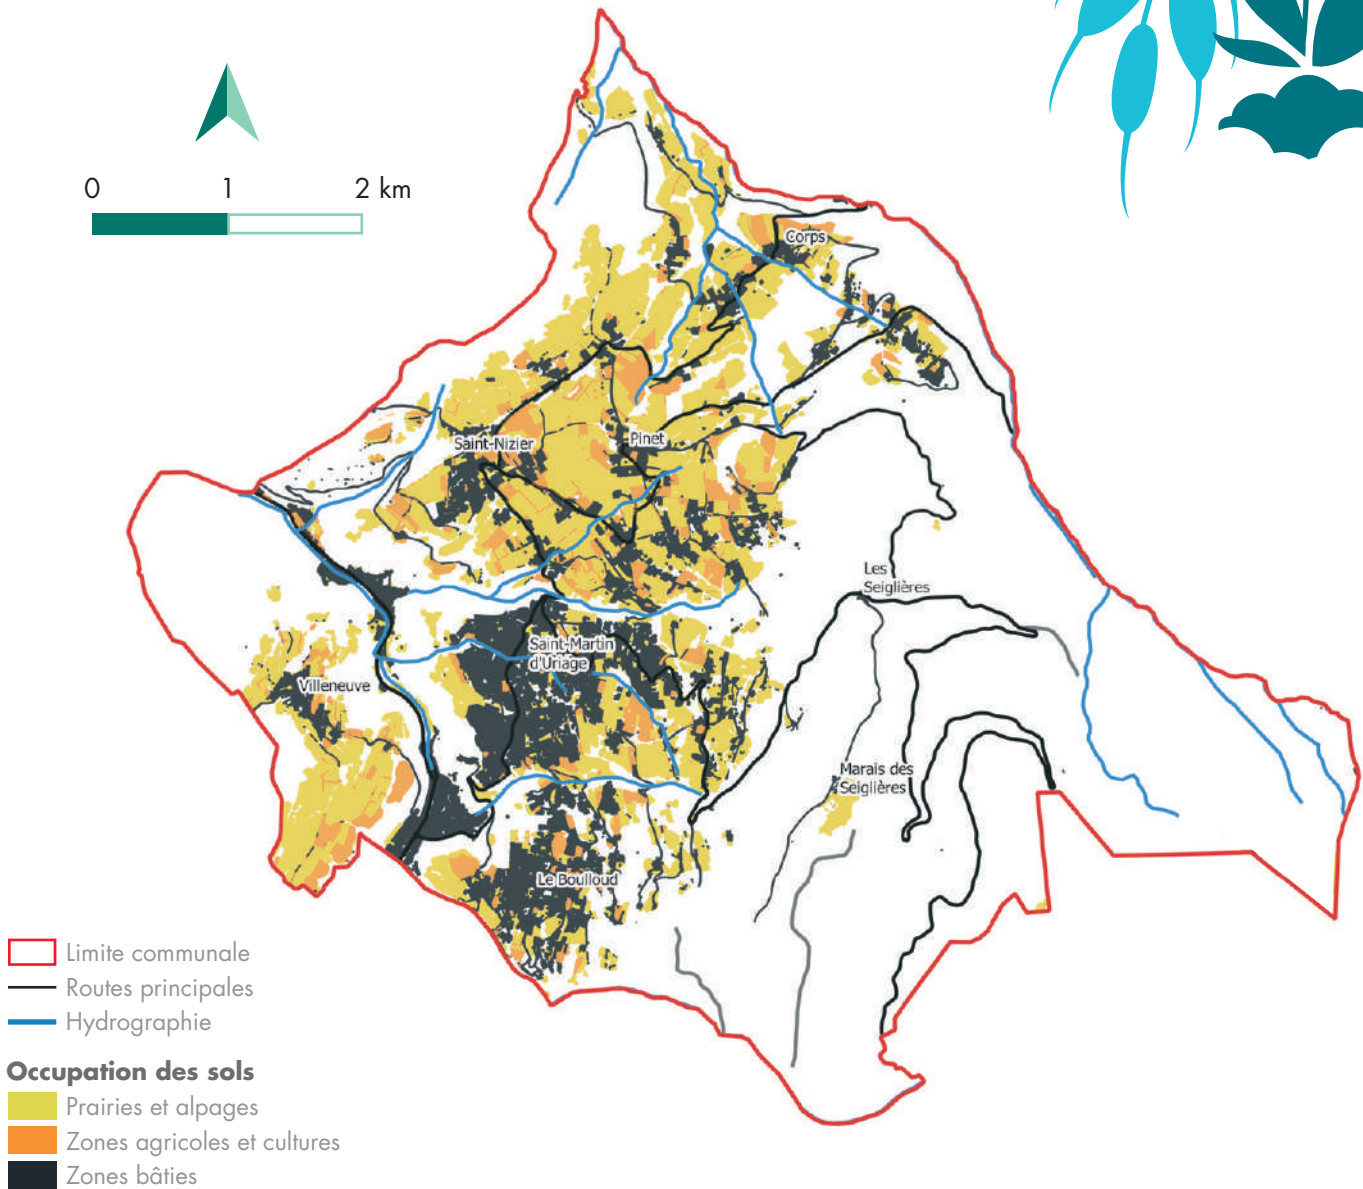 0 1 2 km
Corps
Saint-Nizier
Pinet
Les
Seiglières
Saint-Martin
d'Uriage
Villeneuve
Marais des
Seiglières
Le Boulloud
Limite communale
Routes principales
Hydrographie
Occupation des sols
Prairies et alpages
Zones agricoles et cultures
Zones bâties